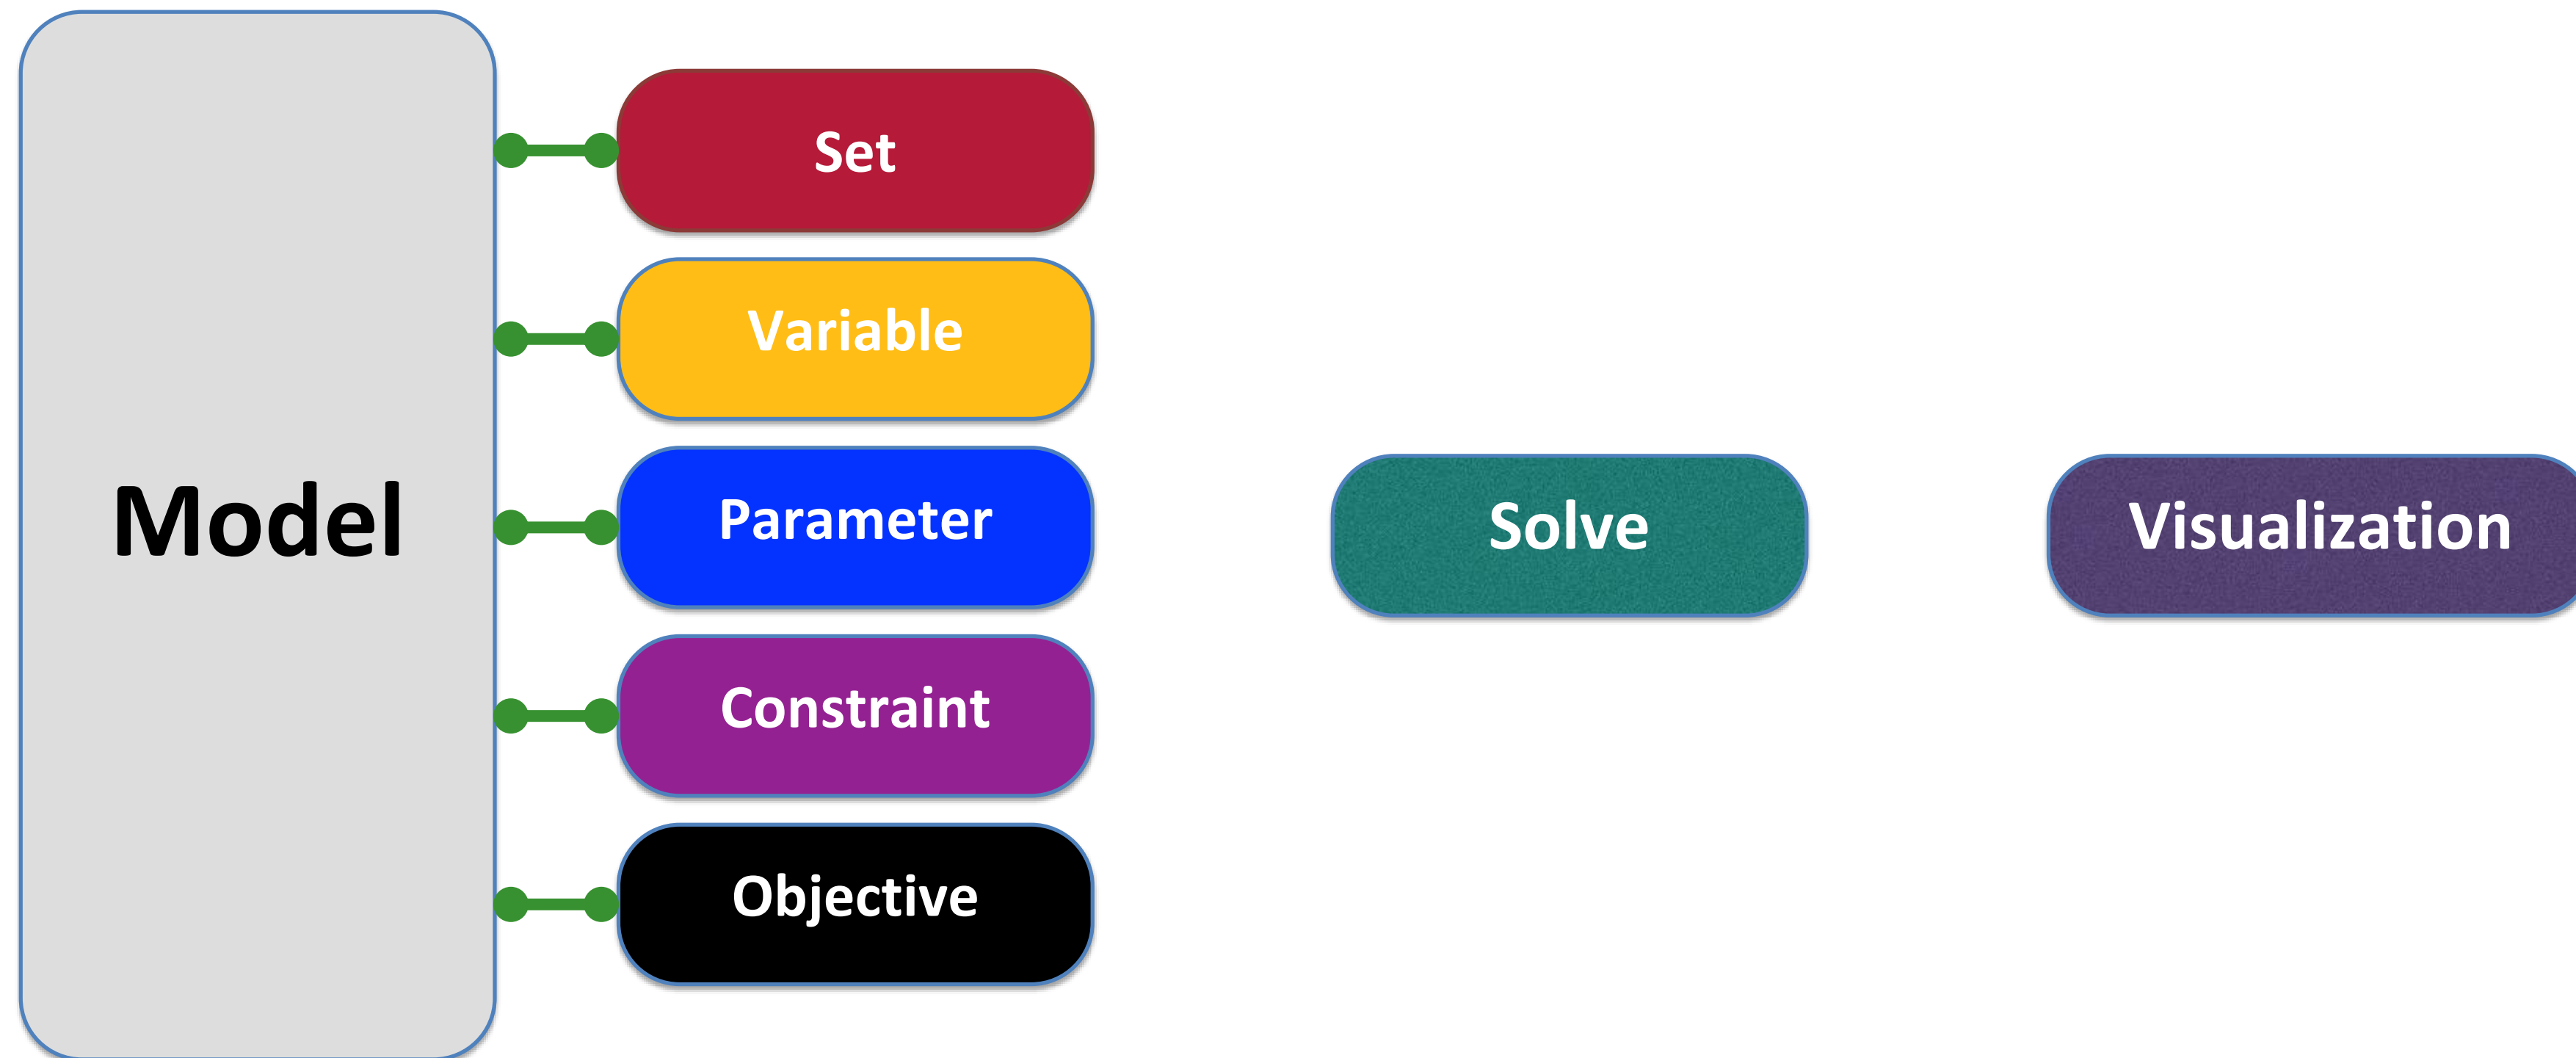 Model
Set
Variable
Parameter
Constraint
Objective
Solve
Visualization